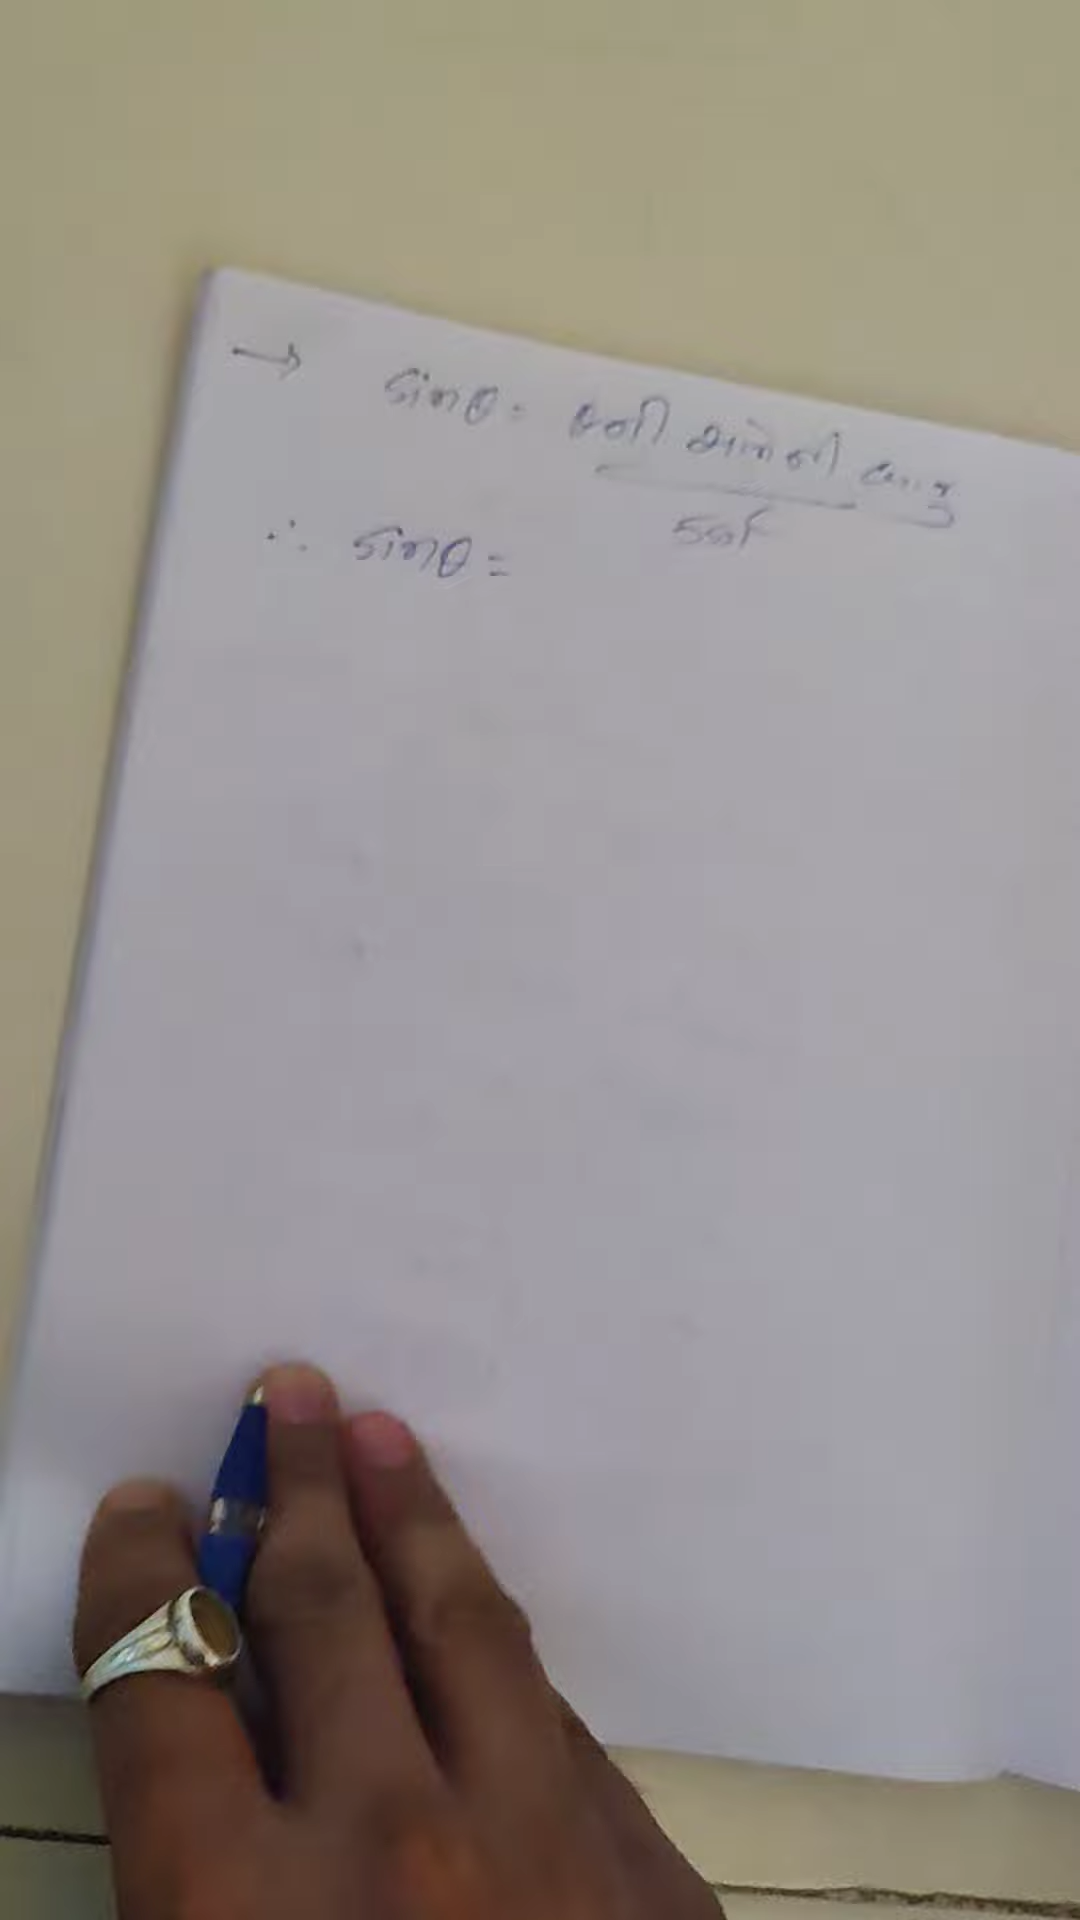 → sinθ = θની સામેની બાજુ
કર્ણ
∴ sinθ =